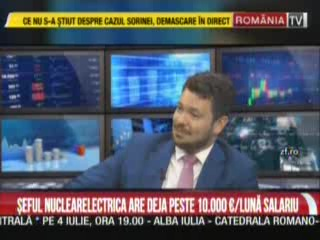 CE NU S-A ȘTIUT DESPRE CAZUL SORINEI, DEMASCARE ÎN DIRECT
ROMÂNIA TV
zf.ro
ȘEFUL NUCLEARELECTRICA ARE DEJA PESTE 10.000 €/LUNĂ SALARIU
NTRALĂ * PE 4 IULIE, ORA 19.00 - ALBA IULIA - CATEDRALA ROMANO-